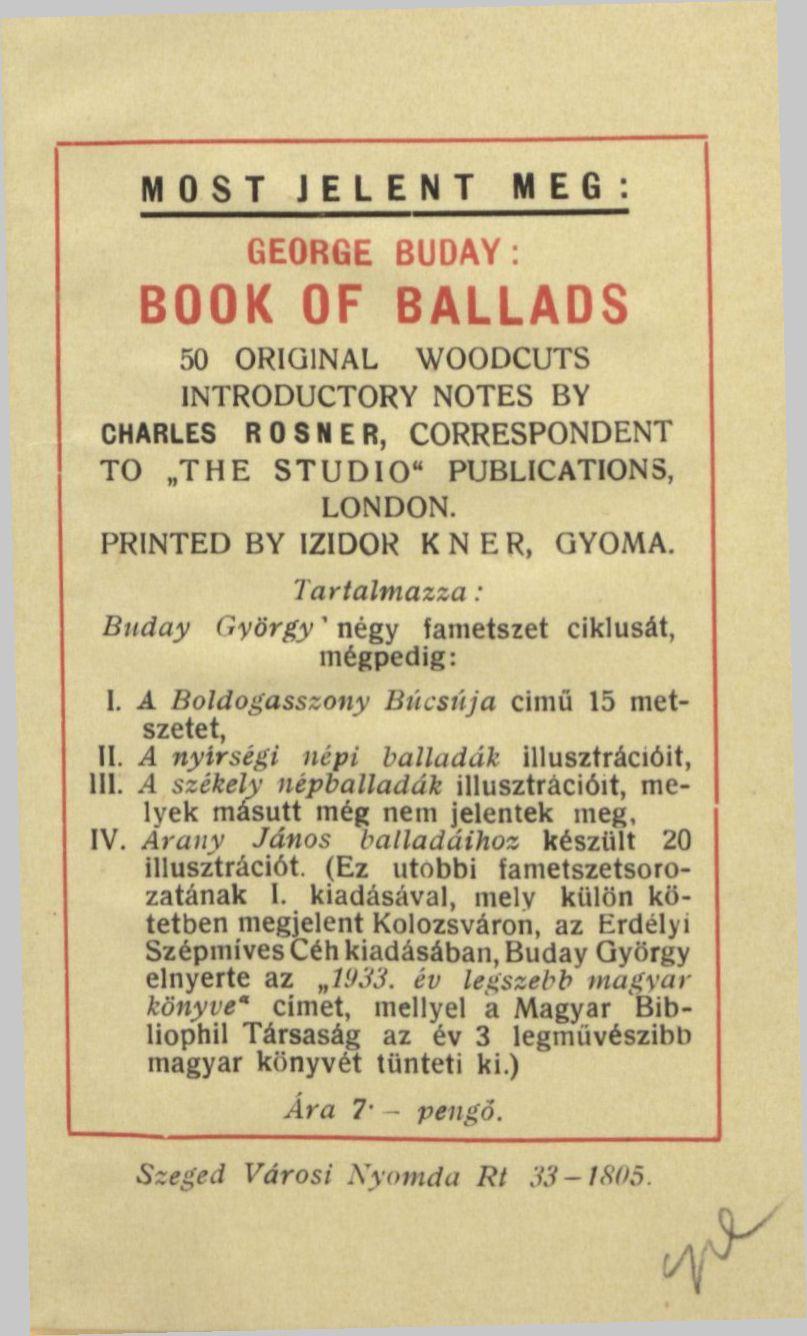 MOST JELENT MEG:
GEORGE BUDAY:
BOOK OF BALLADS
50 ORIGINAL WOODCUTS
INTRODUCTORY NOTES BY
CHARLES ROSNER, CORRESPONDENT
TO „THE STUDIO“ PUBLICATIONS,
LONDON.
PRINTED BY IZIDOR KNER, GYOMA.
Tartalmazza:
Buday György' négy fametszet ciklusát,
mégpedig:
I. A Boldogasszony Búcsúja cimű 15 met-
szetet,
II. A nyírségi népi balladák illusztrációit,
III. A székely népballadák illusztrációit, me-
lyek másutt még nem jelentek meg,
IV. Arany János balladáihoz készült 20
illusztrációt. (Ez utobbi fametszetsoro-
zatának I. kiadásával, mely külön kö-
tetben megjelent Kolozsváron, az Erdélyi
Szépmíves Céh kiadásában, Buday György
elnyerte az „1933. év legszebb magyar
könyve“ címet, mellyel a Magyar Bib-
liophil Társaság az év 3 legművészibb
magyar könyvét tünteti ki.)
Ára 7·– pengő.
Szeged Városi Nyomda Rt 33–1805.